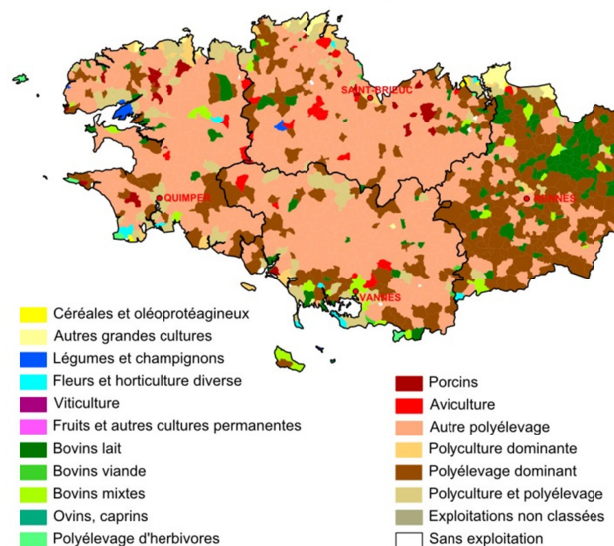 SAINT-BRIEUC
QUIMPER
RENNES
VANNES
Céréales et oléoprotéagineux
Autres grandes cultures
Légumes et champignons
Fleurs et horticulture diverse
Viticulture
Fruits et autres cultures permanentes
Bovins lait
Bovins viande
Bovins mixtes
Ovins, caprins
Polyélevage d'herbivores
Porcins
Aviculture
Autre polyélevage
Polyculture dominante
Polyélevage dominant
Polyculture et polyélevage
Exploitations non classées
Sans exploitation